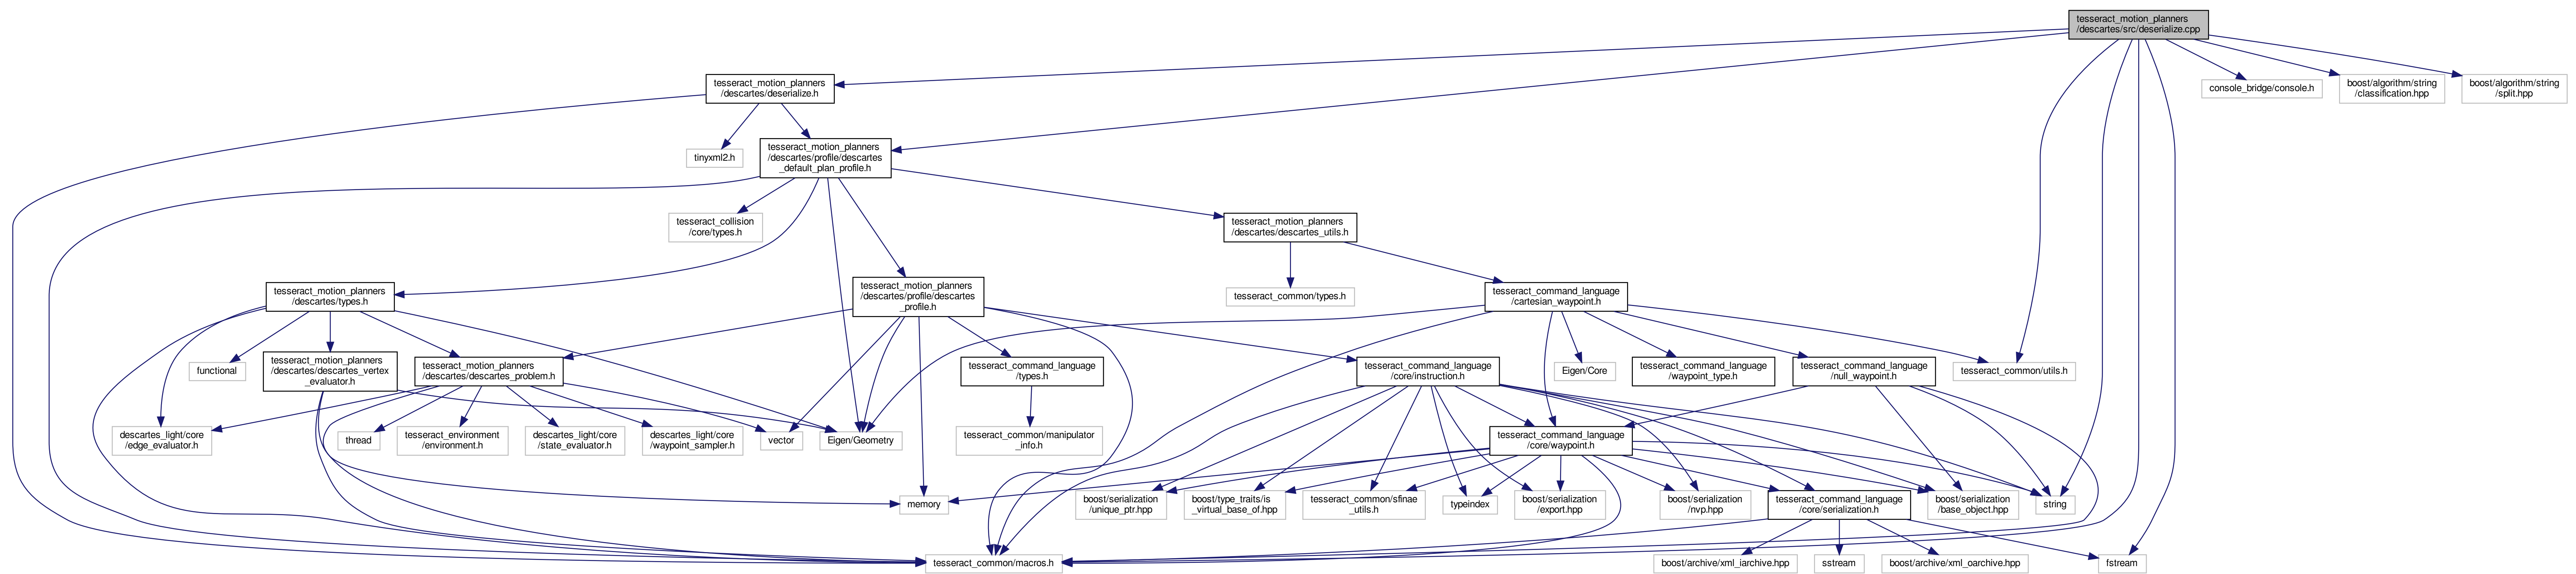 tesseract_motion_planners
/descartes/src/deserialize.cpp
tesseract_motion_planners
/descartes/deserialize.h
console_bridge/console.h
boost/algorithm/string
/classification.hpp
boost/algorithm/string
/split.hpp
tinyxml2.h
tesseract_motion_planners
/descartes/profile/descartes
_default_plan_profile.h
tesseract_collision
/core/types.h
tesseract_motion_planners
/descartes/descartes_utils.h
tesseract_motion_planners
/descartes/types.h
tesseract_motion_planners
/descartes/profile/descartes
_profile.h
tesseract_common/types.h
tesseract_command_language
/cartesian_waypoint.h
functional
tesseract_motion_planners
/descartes/descartes_vertex
_evaluator.h
tesseract_motion_planners
/descartes/descartes_problem.h
tesseract_command_language
/types.h
tesseract_command_language
/core/instruction.h
Eigen/Core
tesseract_command_language
/waypoint_type.h
tesseract_command_language
/null_waypoint.h
tesseract_common/utils.h
descartes_light/core
/edge_evaluator.h
thread
tesseract_environment
/environment.h
descartes_light/core
/state_evaluator.h
descartes_light/core
/waypoint_sampler.h
vector
Eigen/Geometry
tesseract_common/manipulator
_info.h
tesseract_command_language
/core/waypoint.h
memory
boost/serialization
/unique_ptr.hpp
boost/type_traits/is
_virtual_base_of.hpp
tesseract_common/sfinae
_utils.h
typeindex
boost/serialization
/export.hpp
boost/serialization
/nvp.hpp
tesseract_command_language
/core/serialization.h
boost/serialization
/base_object.hpp
string
tesseract_common/macros.h
boost/archive/xml_iarchive.hpp
sstream
boost/archive/xml_oarchive.hpp
fstream